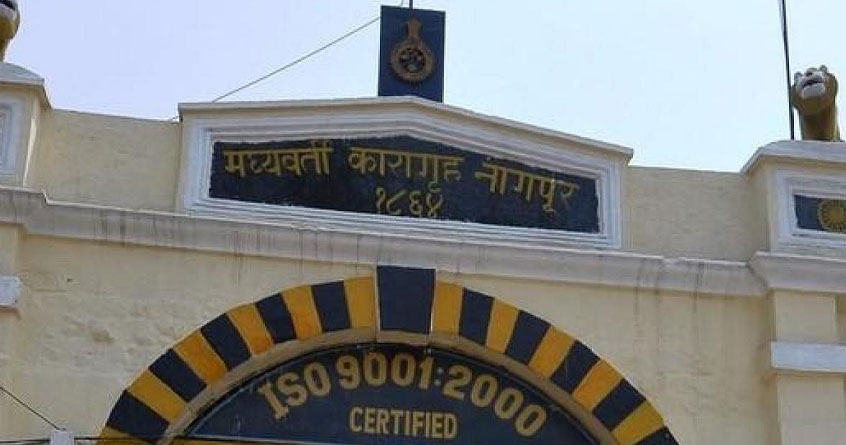 मध्यवर्ती कारागृह नागपूर
१८६४
ISO 9001:2000
CERTIFIED